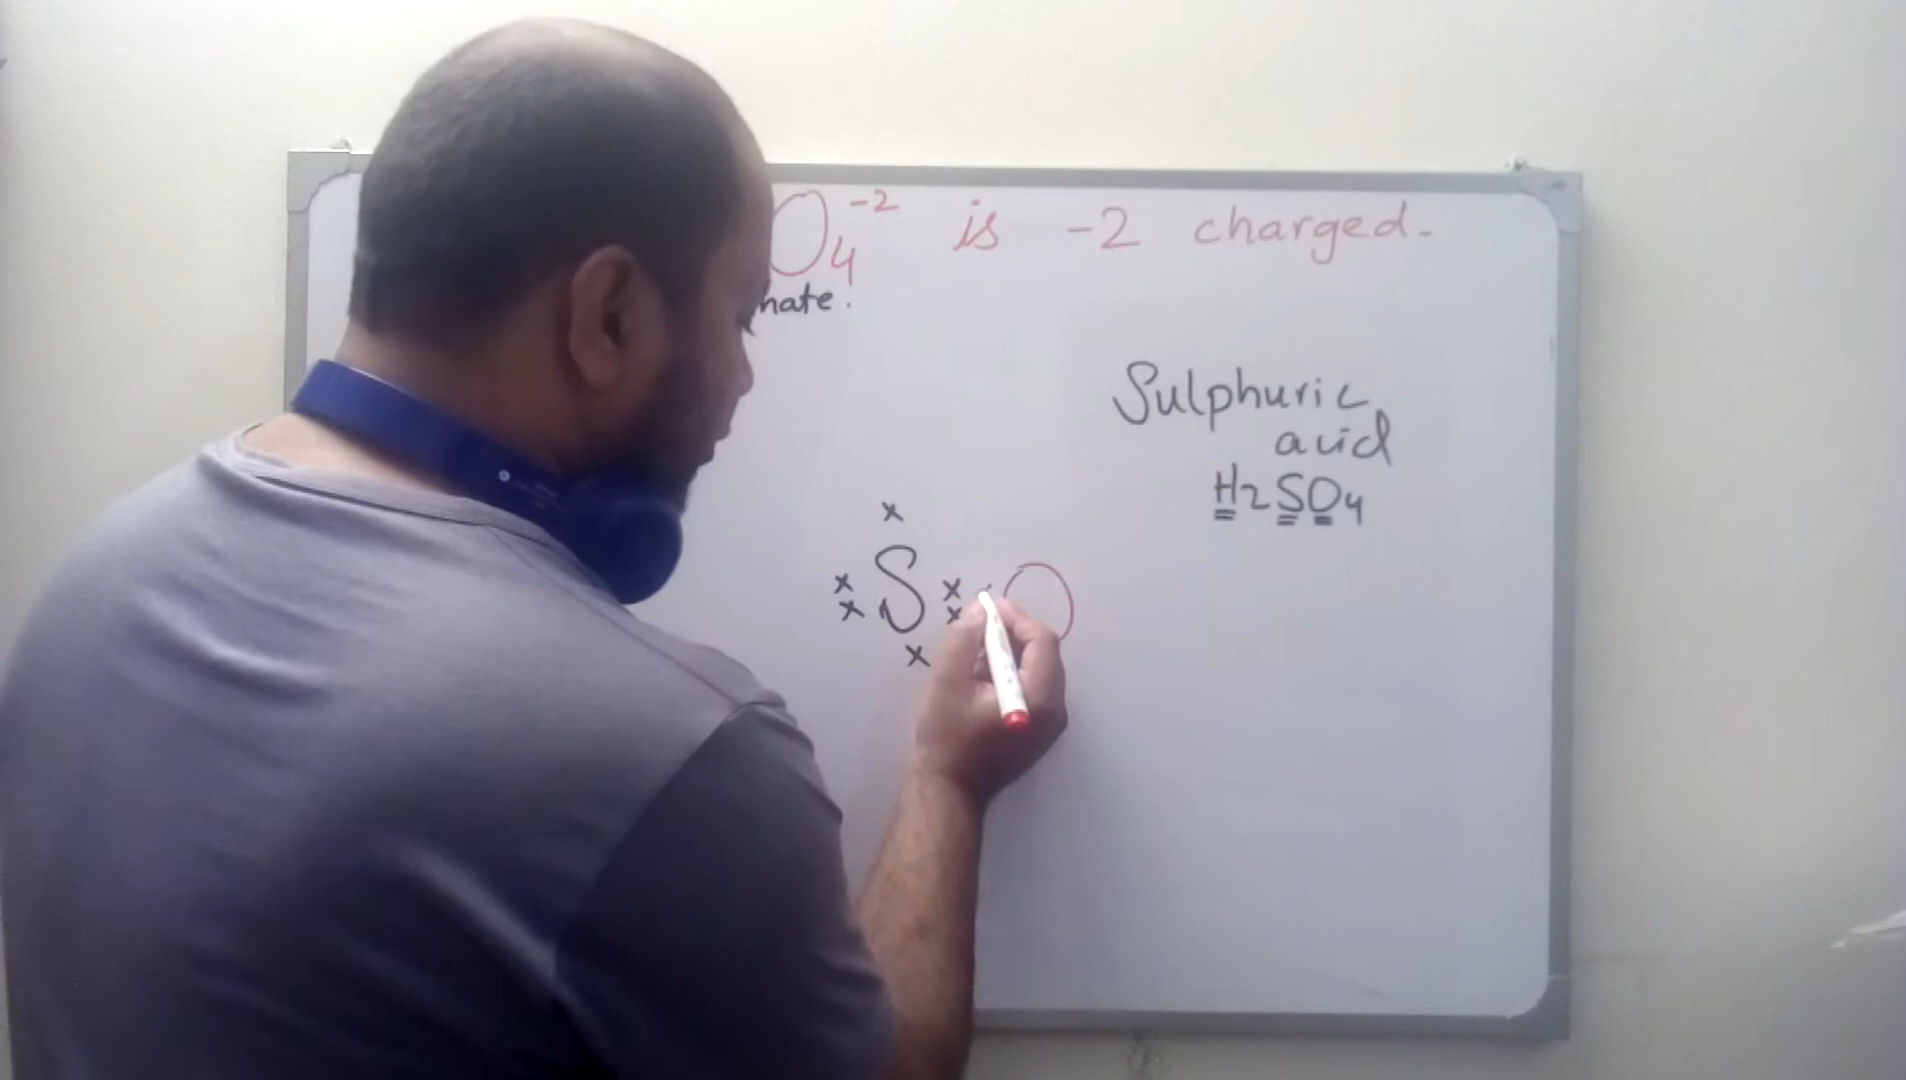 O4-2 is -2 charged.
hate.
Sulphuric
acid
H2SO4
x
x S x O
x x
x